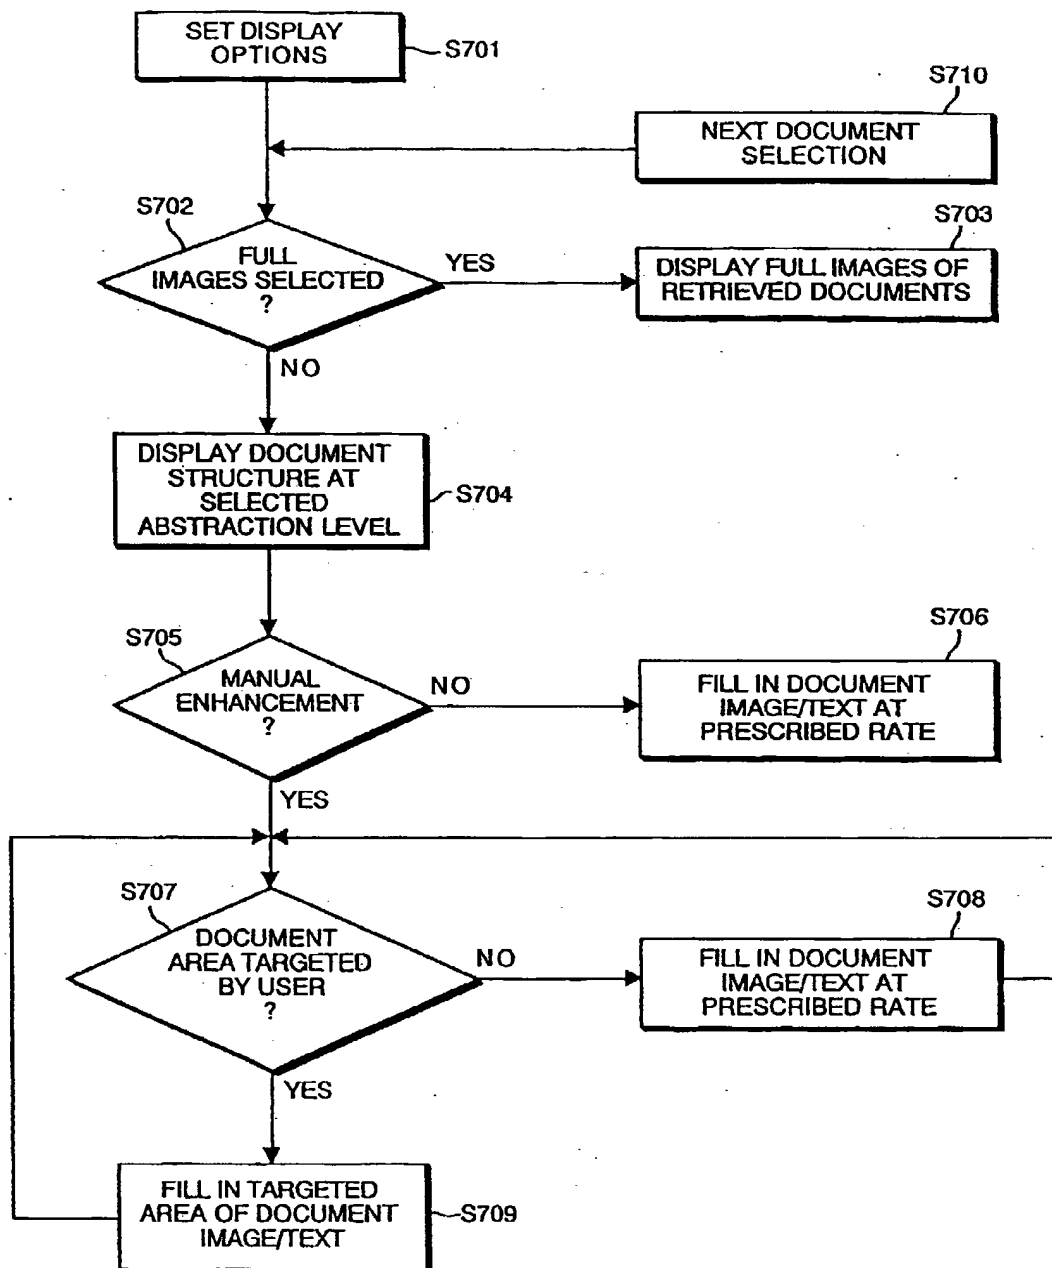 SET DISPLAY
OPTIONS
S701
S710
NEXT DOCUMENT
SELECTION
S702
FULL
IMAGES SELECTED
?
YES
S703
DISPLAY FULL IMAGES OF
RETRIEVED DOCUMENTS
NO
DISPLAY DOCUMENT
STRUCTURE AT
SELECTED
ABSTRACTION LEVEL
S704
S705
MANUAL
ENHANCEMENT
?
NO
S706
FILL IN DOCUMENT
IMAGE/TEXT AT
PRESCRIBED RATE
YES
S707
DOCUMENT
AREA TARGETED
BY USER
?
NO
S708
FILL IN DOCUMENT
IMAGE/TEXT AT
PRESCRIBED RATE
YES
FILL IN TARGETED
AREA OF DOCUMENT
IMAGE/TEXT
S709